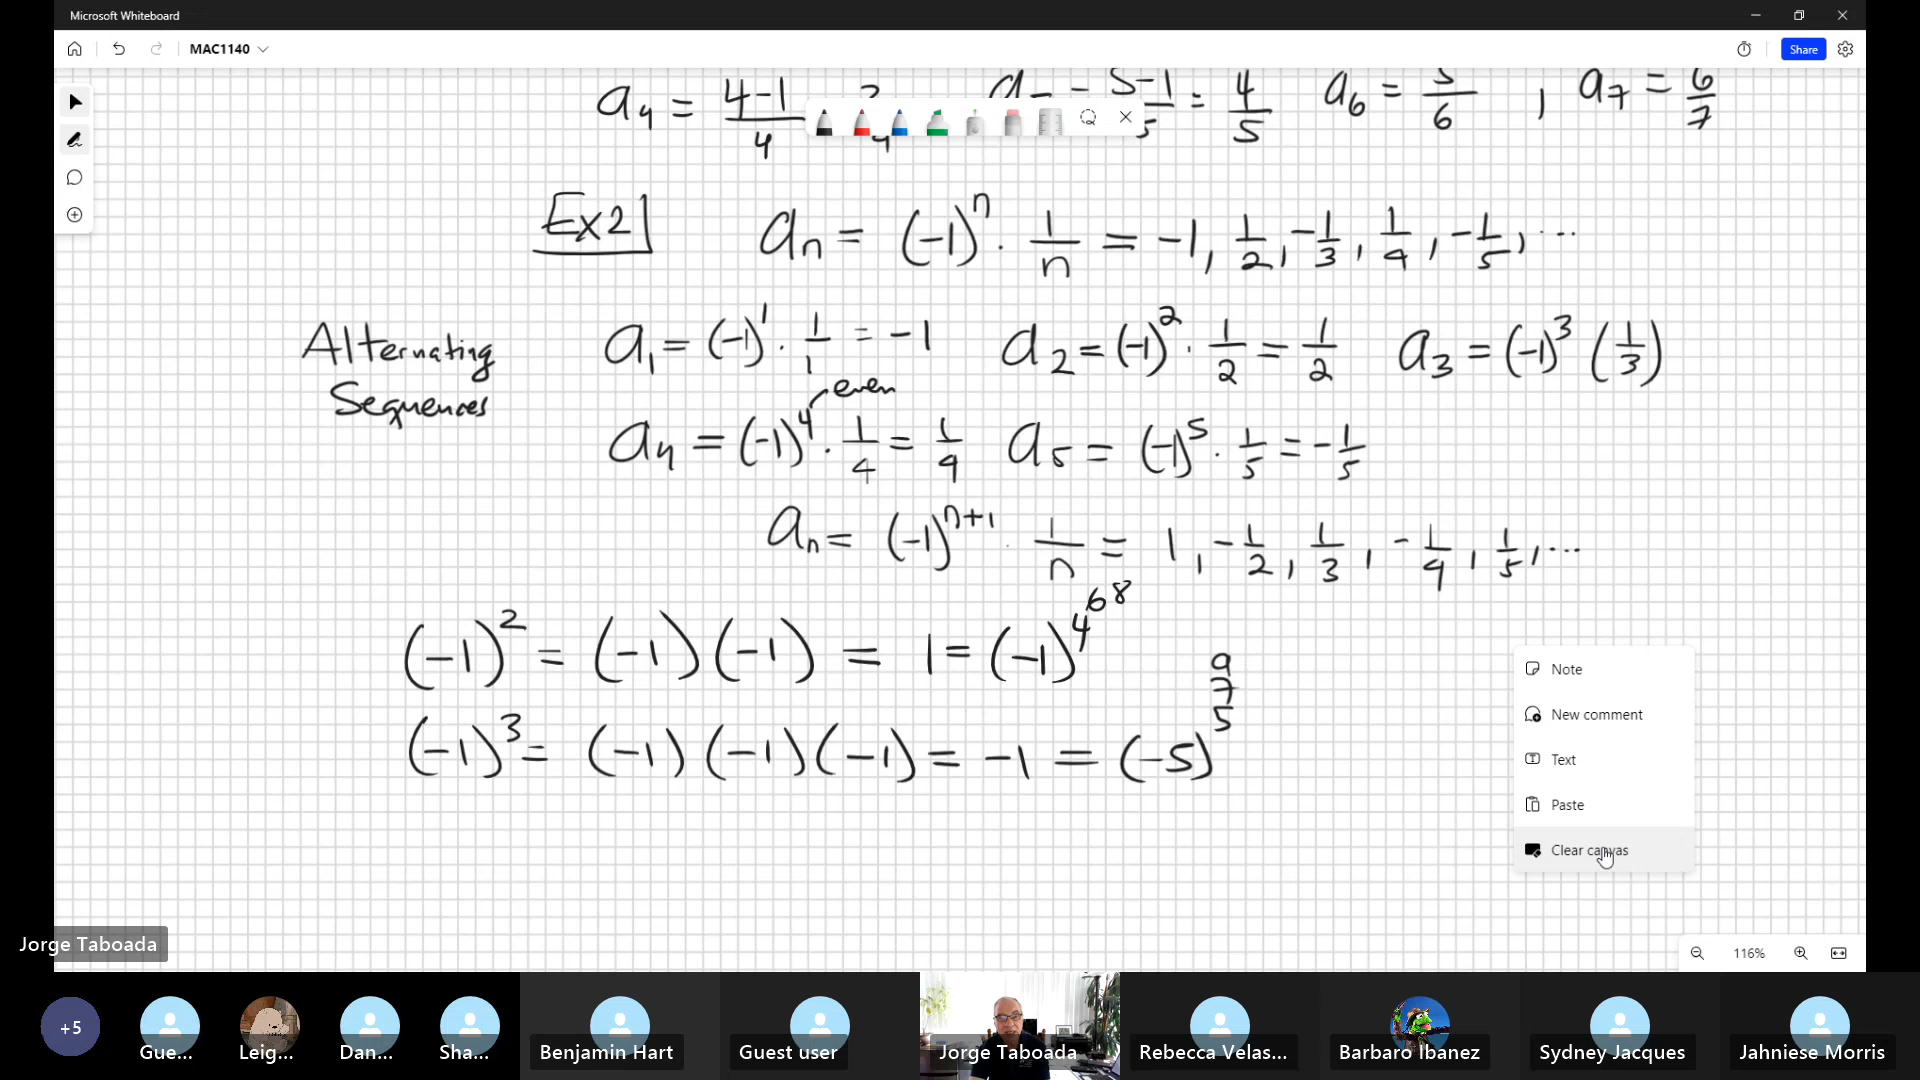 Microsoft Whiteboard
MAC1140
Share
a₄ = (4-1)/4
= (5-1)/5 = 4/5
a₆ = 5/6 , a₇ = 6/7
Ex2
aₙ = (-1)ⁿ · 1/n = -1, 1/2, -1/3, 1/4, -1/5, ...
Alternating
Sequences
a₁ = (-1)¹ · 1/1 = -1
a₂ = (-1)² · 1/2 = 1/2
a₃ = (-1)³ (1/3)
even
a₄ = (-1)⁴ · 1/4 = 1/4
a₅ = (-1)⁵ · 1/5 = -1/5
aₙ = (-1)ⁿ⁺¹ · 1/n = 1, -1/2, 1/3, -1/4, 1/5, ...
6 8
(-1)² = (-1)(-1) = 1 = (-1)⁴
9
7
5
(-1)³ = (-1)(-1)(-1) = -1 = (-5)
Note
New comment
Text
Paste
Clear canvas
Jorge Taboada
116%
+5
Gue...
Leig...
Dan...
Sha...
Benjamin Hart
Guest user
Jorge Taboada
Rebecca Velas...
Barbaro Ibanez
Sydney Jacques
Jahniese Morris